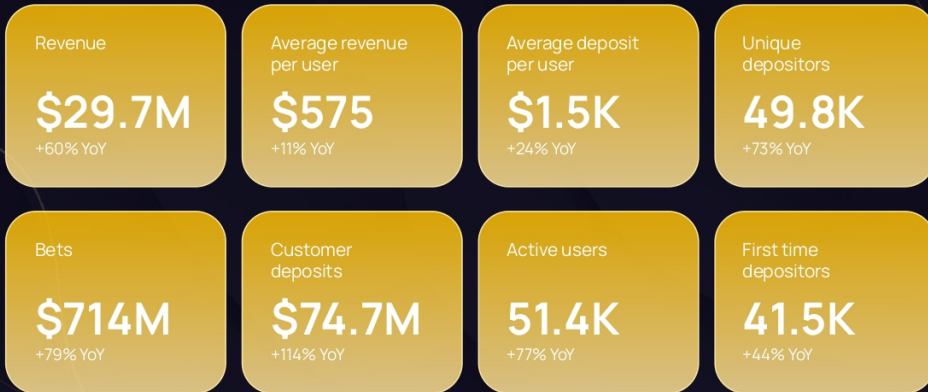 Revenue
$29.7M
+60% YoY
Average revenue
per user
$575
+11% YoY
Average deposit
per user
$1.5K
+24% YoY
Unique
depositors
49.8K
+73% YoY
Bets
$714M
+79% YoY
Customer
deposits
$74.7M
+114% YoY
Active users
51.4K
+77% YoY
First time
depositors
41.5K
+44% YoY